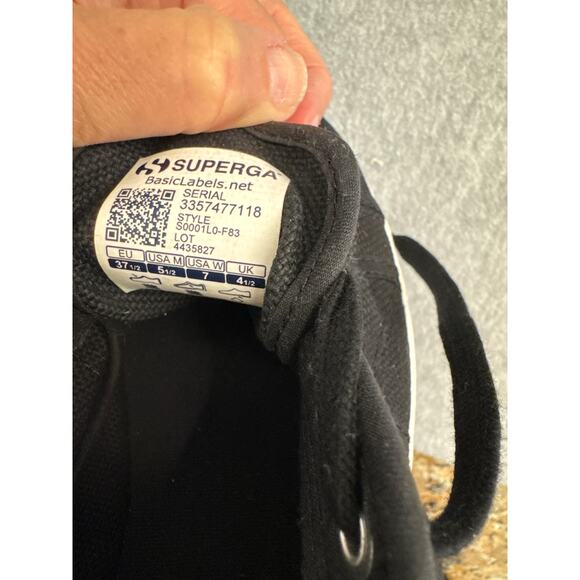 SUPERGA
BasicLabels.net
SERIAL
3357477118
STYLE
S0001L0-F83
LOT
4435827
EU USA M USA W UK
37 1/2 5 1/2 7 4 1/2